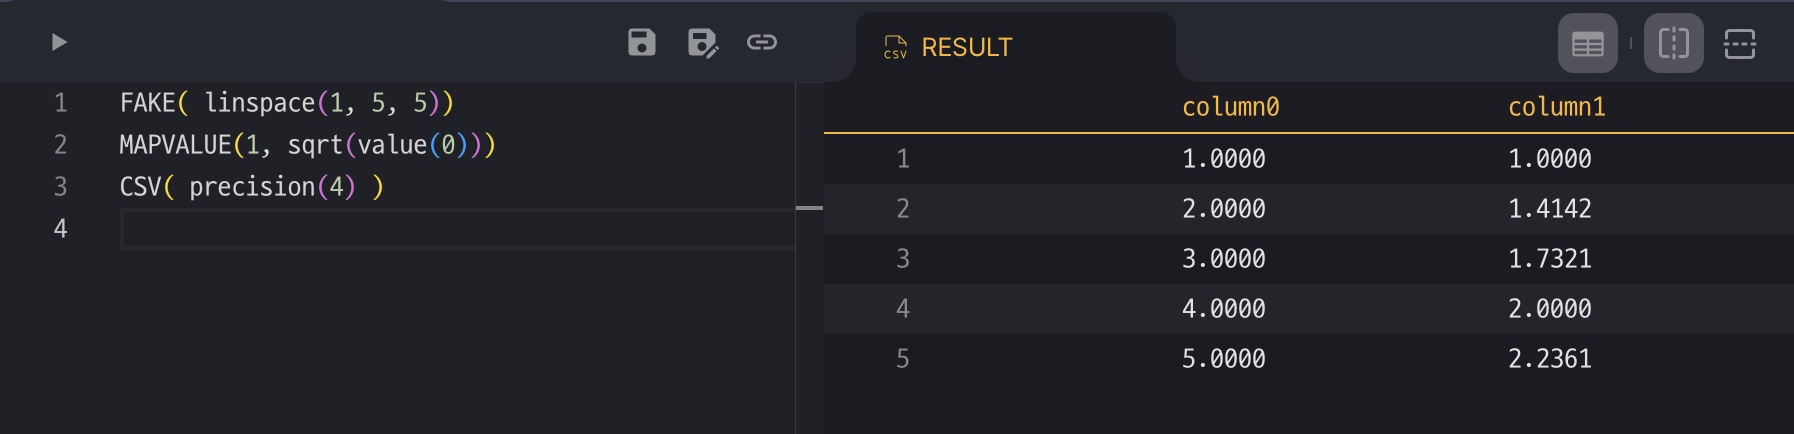 CSV RESULT
1 FAKE( linspace(1, 5, 5))
2 MAPVALUE(1, sqrt(value(0)))
3 CSV( precision(4) )
4
column0 column1
1 1.0000 1.0000
2 2.0000 1.4142
3 3.0000 1.7321
4 4.0000 2.0000
5 5.0000 2.2361